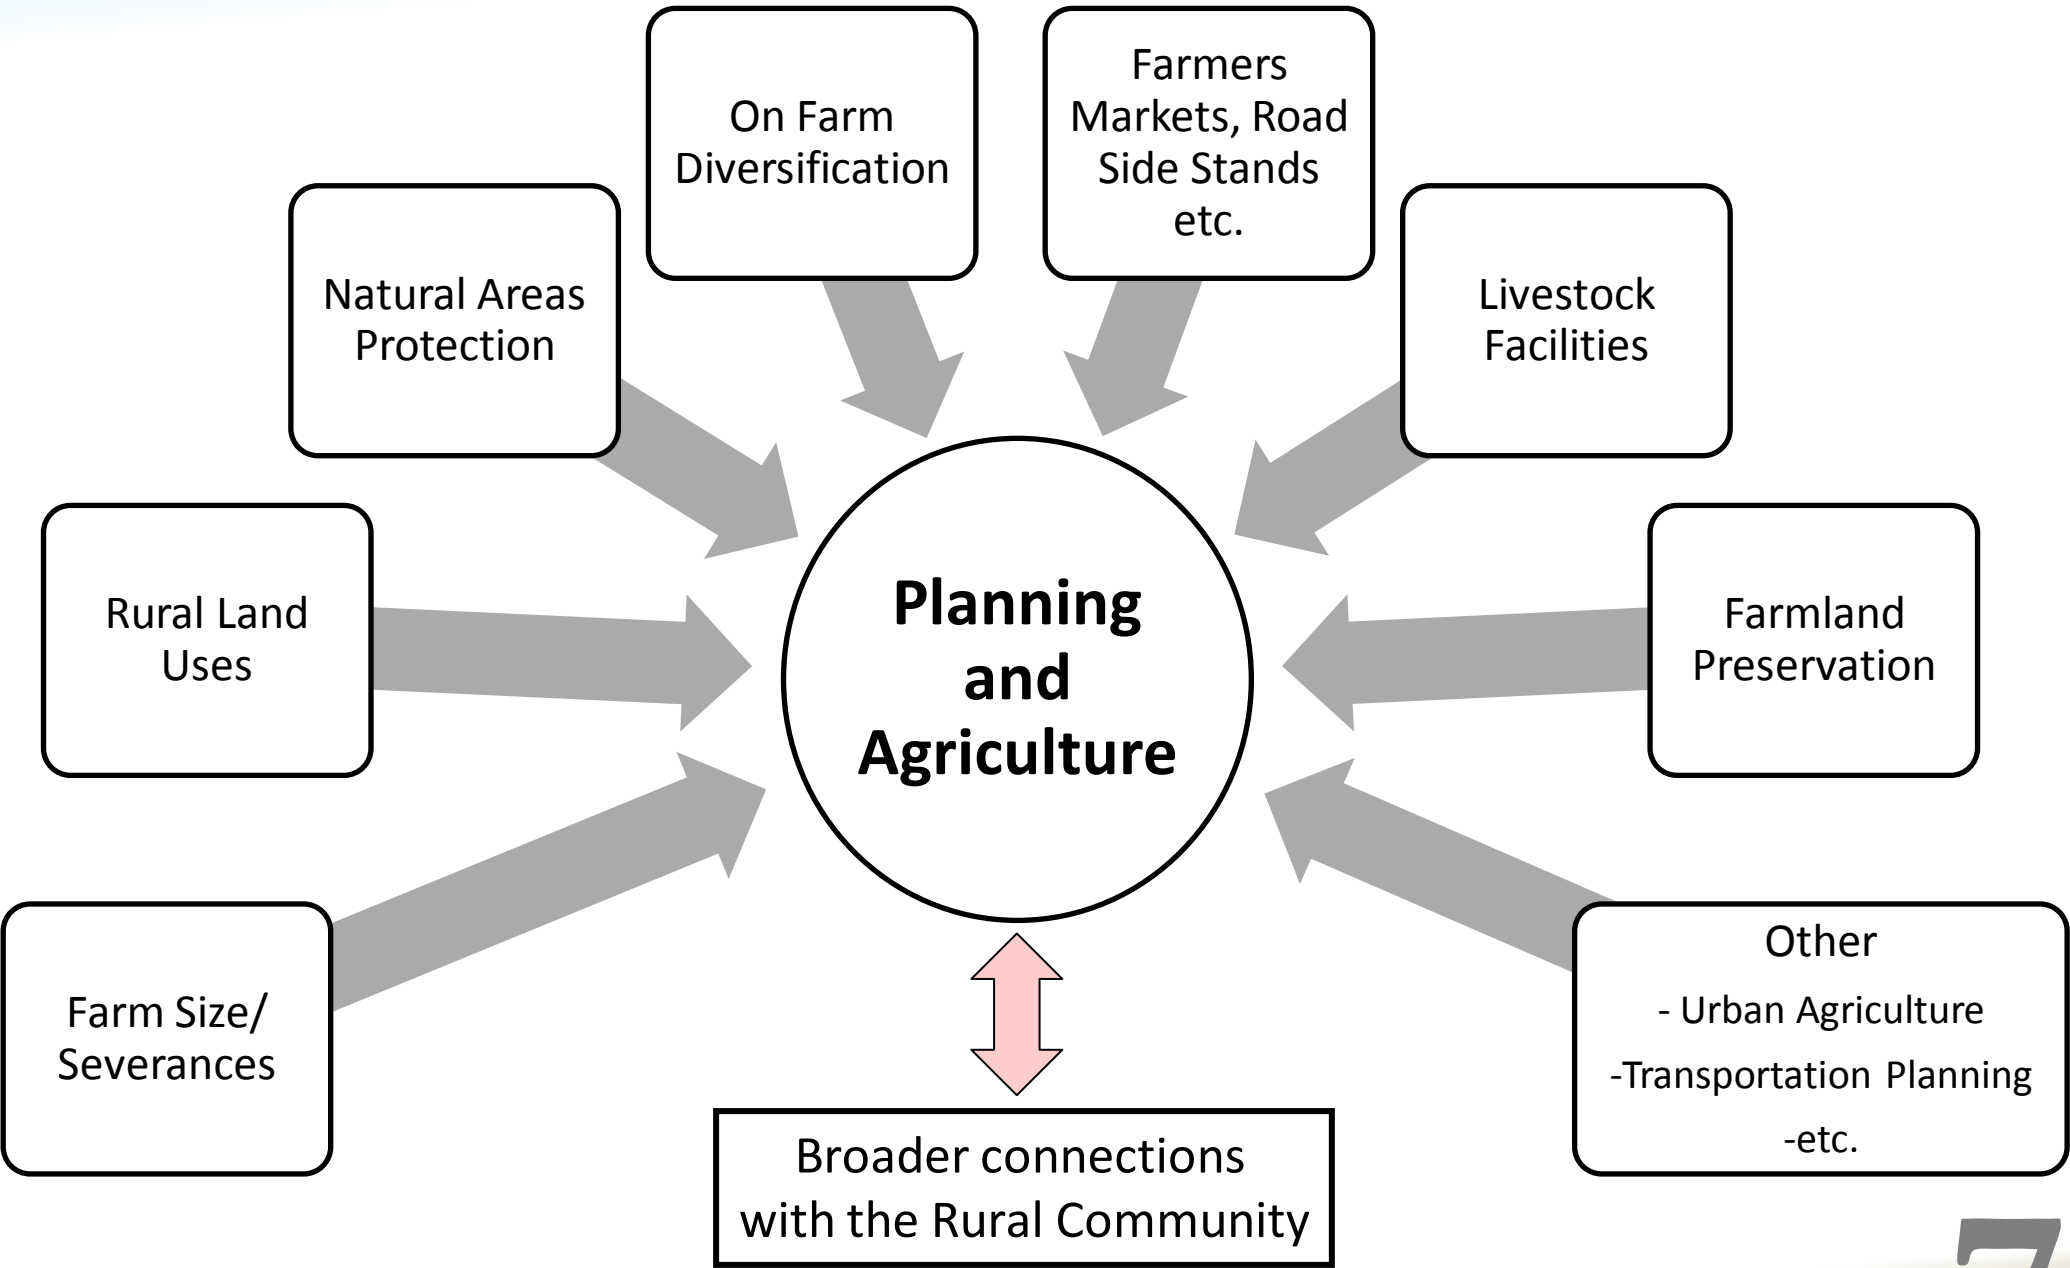 On Farm
Diversification
Farmers
Markets, Road
Side Stands
etc.
Natural Areas
Protection
Livestock
Facilities
Rural Land
Uses
Planning
and
Agriculture
Farmland
Preservation
Farm Size/
Severances
Other
- Urban Agriculture
-Transportation Planning
-etc.
Broader connections
with the Rural Community
7